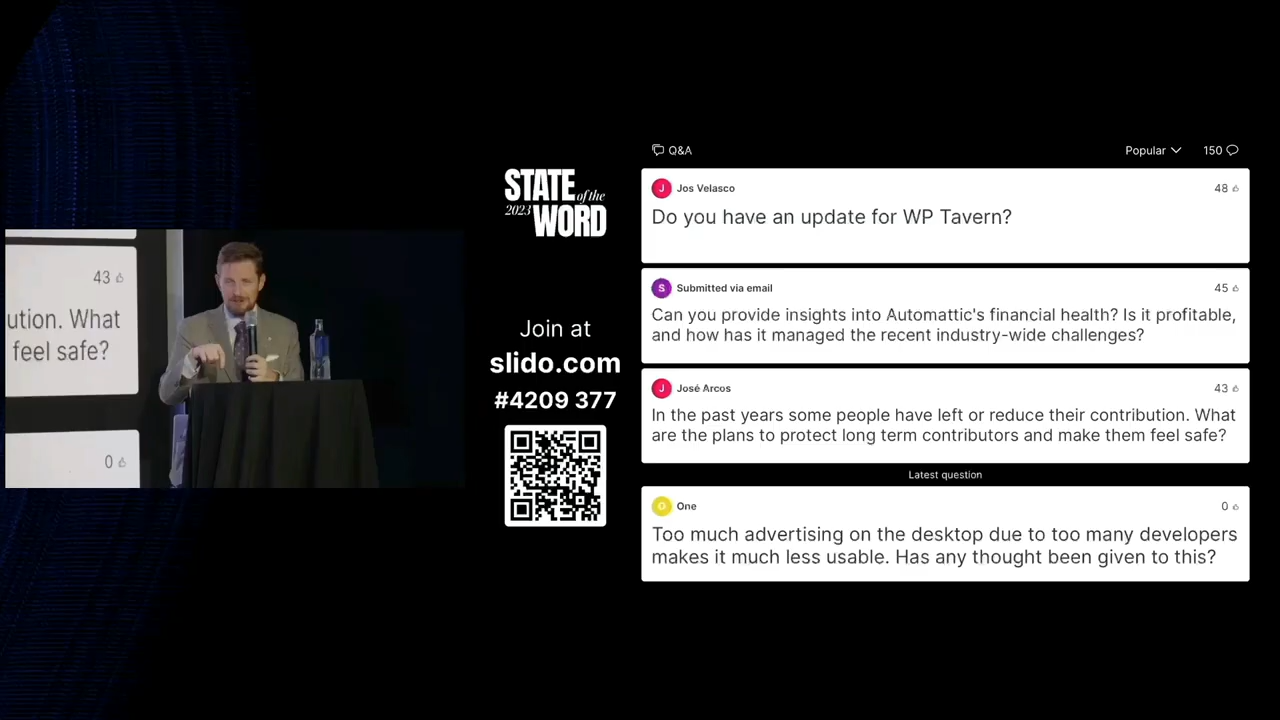 Q&A
Popular
150
STATE of the
2023 WORD
Join at
slido.com
#4209 377
J
Jos Velasco
48
Do you have an update for WP Tavern?
S
Submitted via email
45
Can you provide insights into Automattic's financial health? Is it profitable,
and how has it managed the recent industry-wide challenges?
J
José Arcos
43
In the past years some people have left or reduce their contribution. What
are the plans to protect long term contributors and make them feel safe?
Latest question
O
One
0
Too much advertising on the desktop due to too many developers
makes it much less usable. Has any thought been given to this?
43
ution. What
feel safe?
0